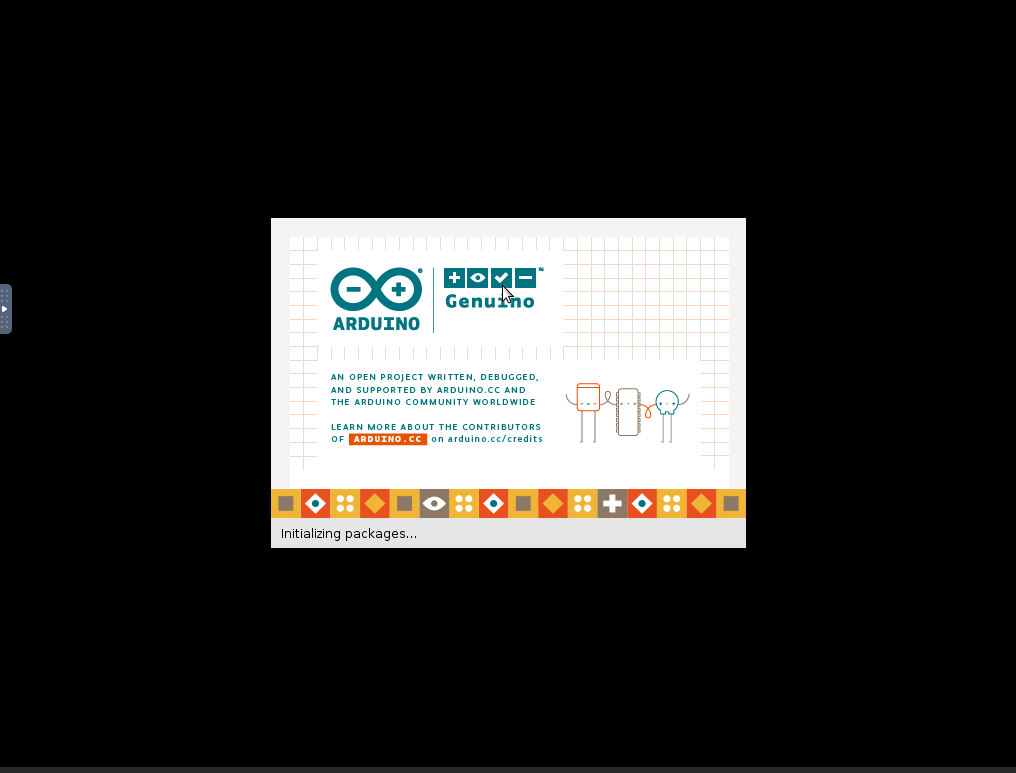 ARDUINO
Genuino
AN OPEN PROJECT WRITTEN, DEBUGGED,
AND SUPPORTED BY ARDUINO.CC AND
THE ARDUINO COMMUNITY WORLDWIDE
LEARN MORE ABOUT THE CONTRIBUTORS
OF ARDUINO.CC on arduino.cc/credits
Initializing packages...